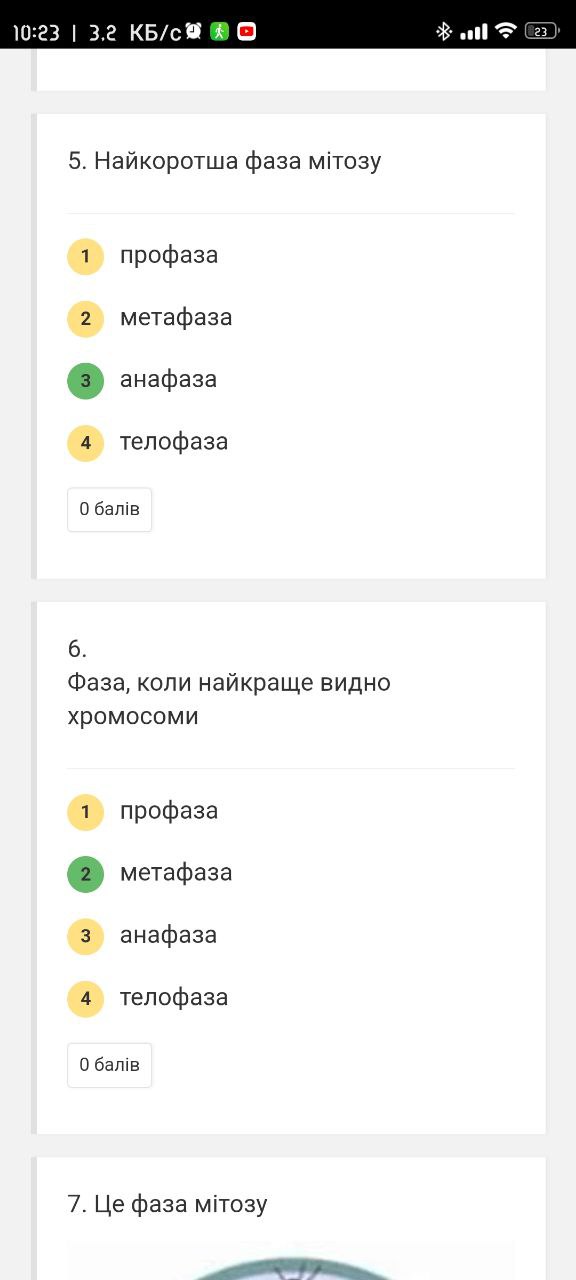 10:23 | 3,2 КБ/с
23
5. Найкоротша фаза мітозу
1 профаза
2 метафаза
3 анафаза
4 телофаза
0 балів
6.
Фаза, коли найкраще видно
хромосоми
1 профаза
2 метафаза
3 анафаза
4 телофаза
0 балів
7. Це фаза мітозу